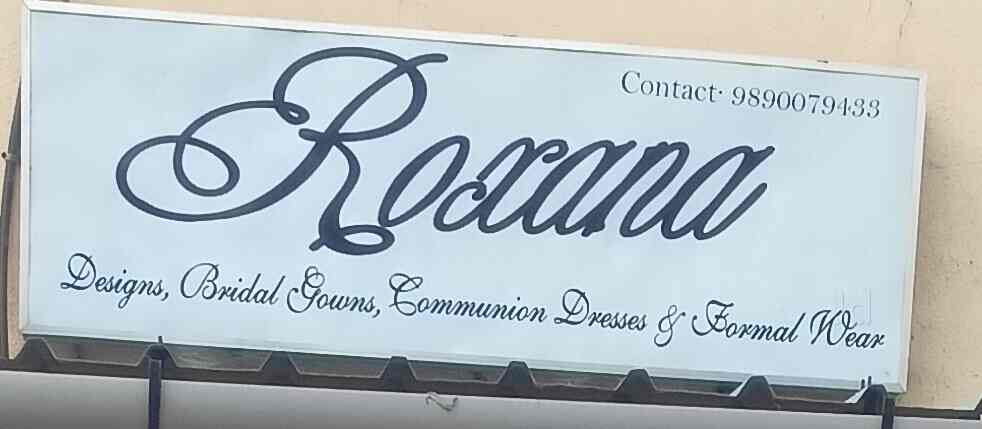 Contact: 9890079433
Roxana
Designs, Bridal Gowns, Communion Dresses & Formal Wear